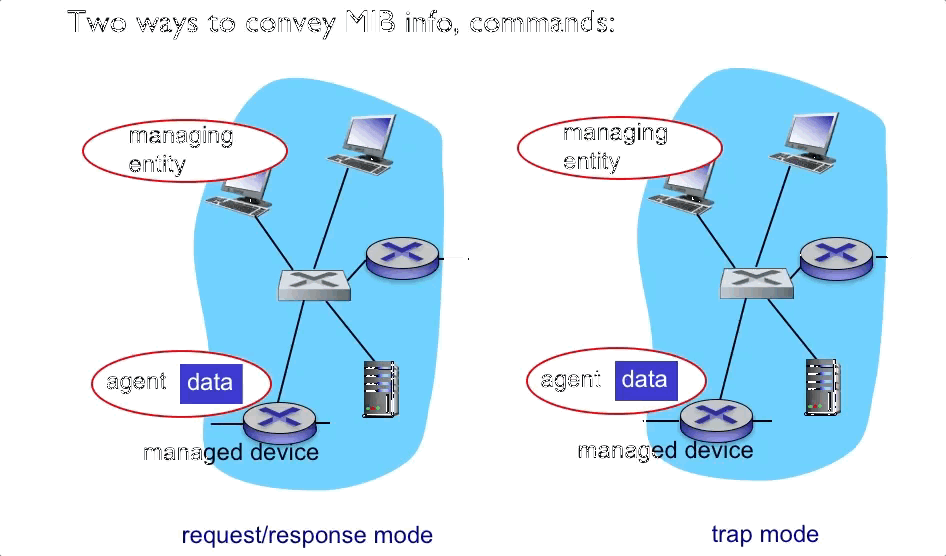 Two ways to convey MIB info, commands:
managing
entity
agent data
managed device
request/response mode
managing
entity
agent data
managed device
trap mode